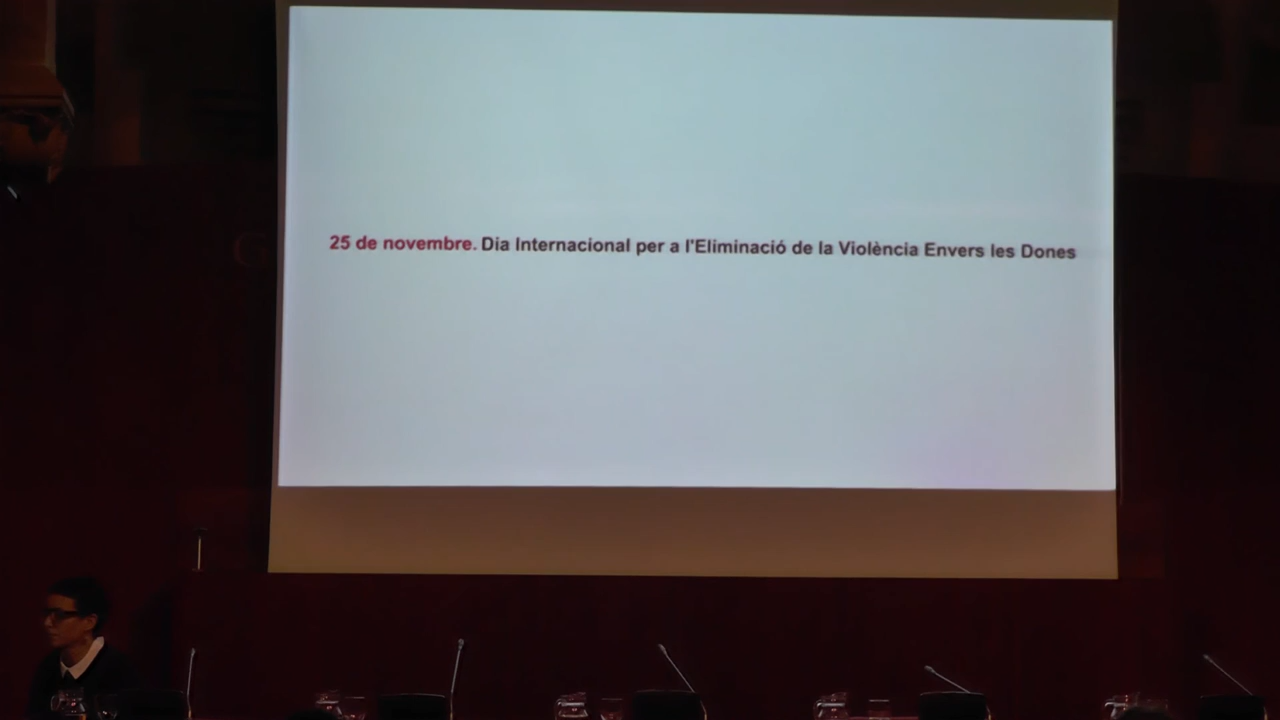 25 de novembre. Dia Internacional per a l'Eliminació de la Violència Envers les Dones